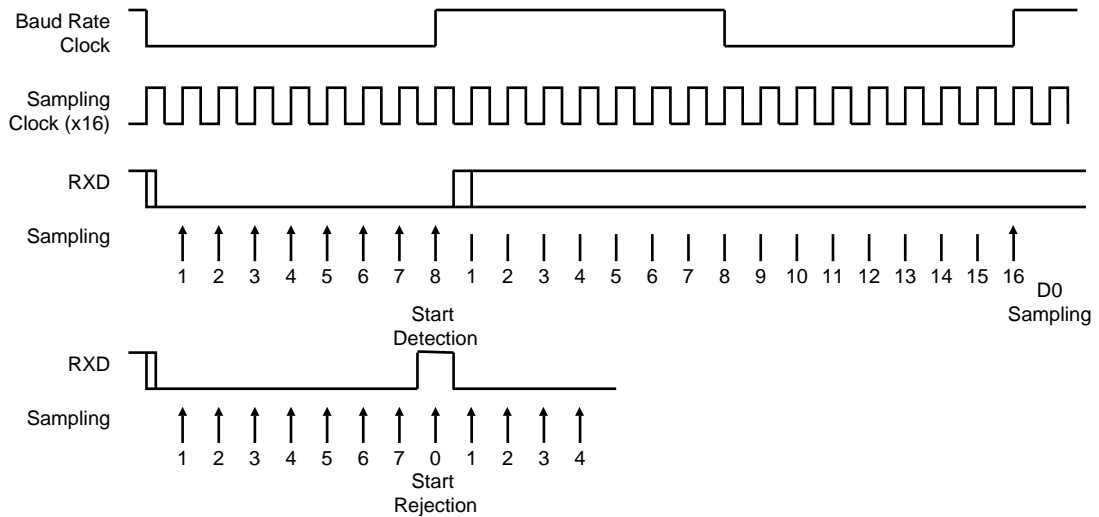 Baud Rate
Clock
Sampling
Clock (x16)
RXD
Sampling
1 2 3 4 5 6 7 8 1 2 3 4 5 6 7 8 9 10 11 12 13 14 15 16
D0
Sampling
Start
Detection
RXD
Sampling
1 2 3 4 5 6 7 0 1 2 3 4
Start
Rejection